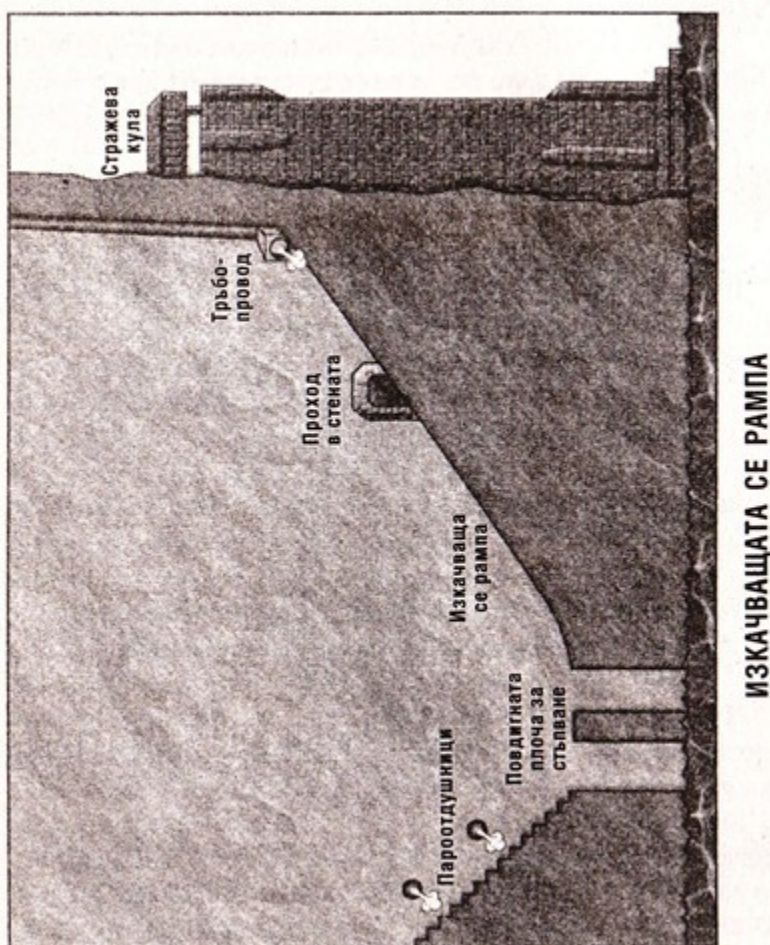 Стражева
кула
Тръбо-
провод
Проход
в стената
Пароотдушници
Изкачваща
се рампа
Повдигната
плоча за
стъпване
ИЗКАЧВАЩАТА СЕ РАМПА